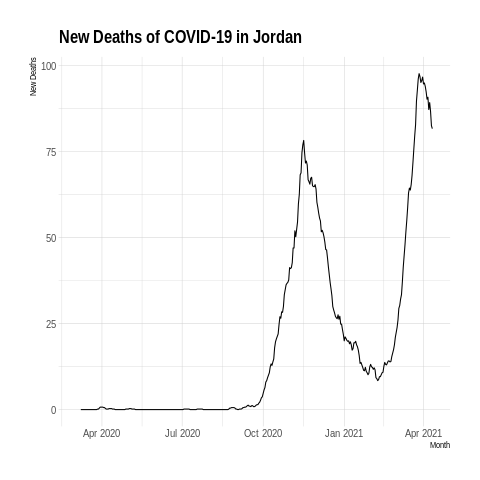 New Deaths of COVID-19 in Jordan
New Deaths
100
75
50
25
0
Apr 2020 Jul 2020 Oct 2020 Jan 2021 Apr 2021
Month